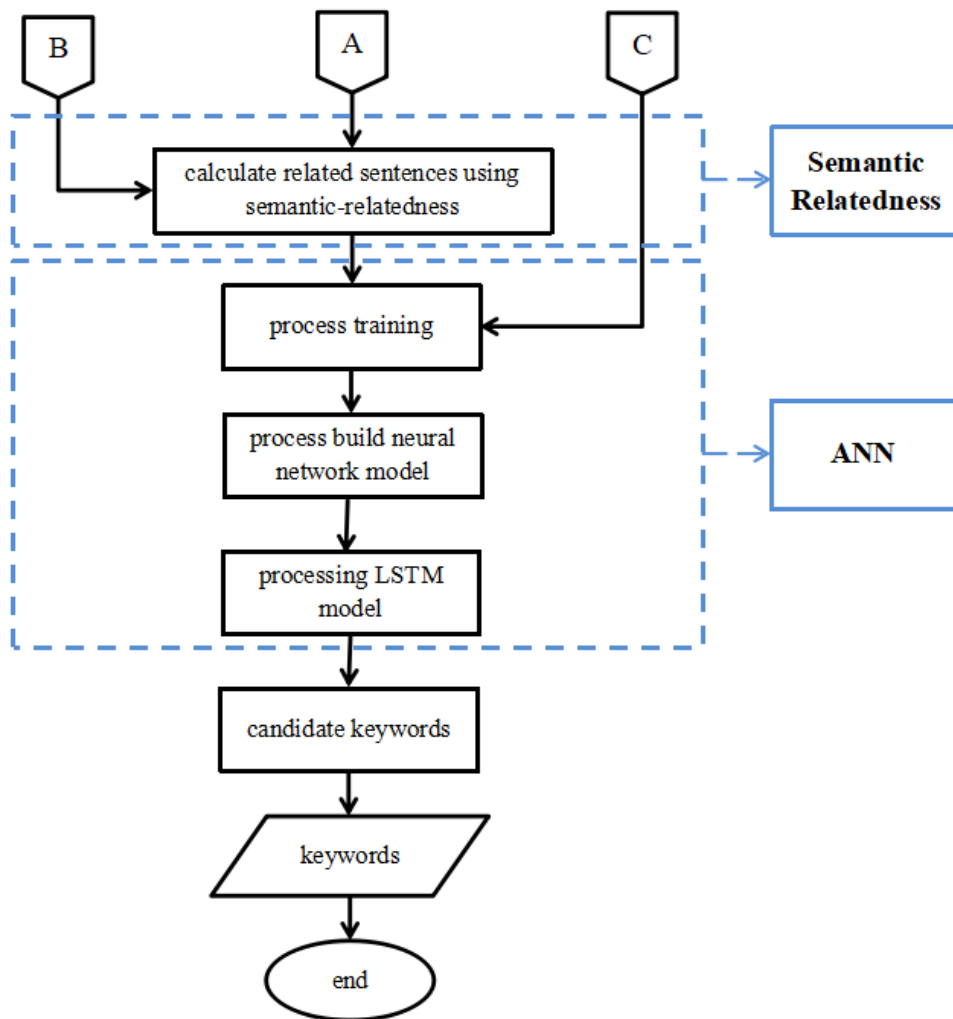 B
A
C
calculate related sentences using
semantic-relatedness
Semantic
Relatedness
process training
process build neural
network model
ANN
processing LSTM
model
candidate keywords
keywords
end